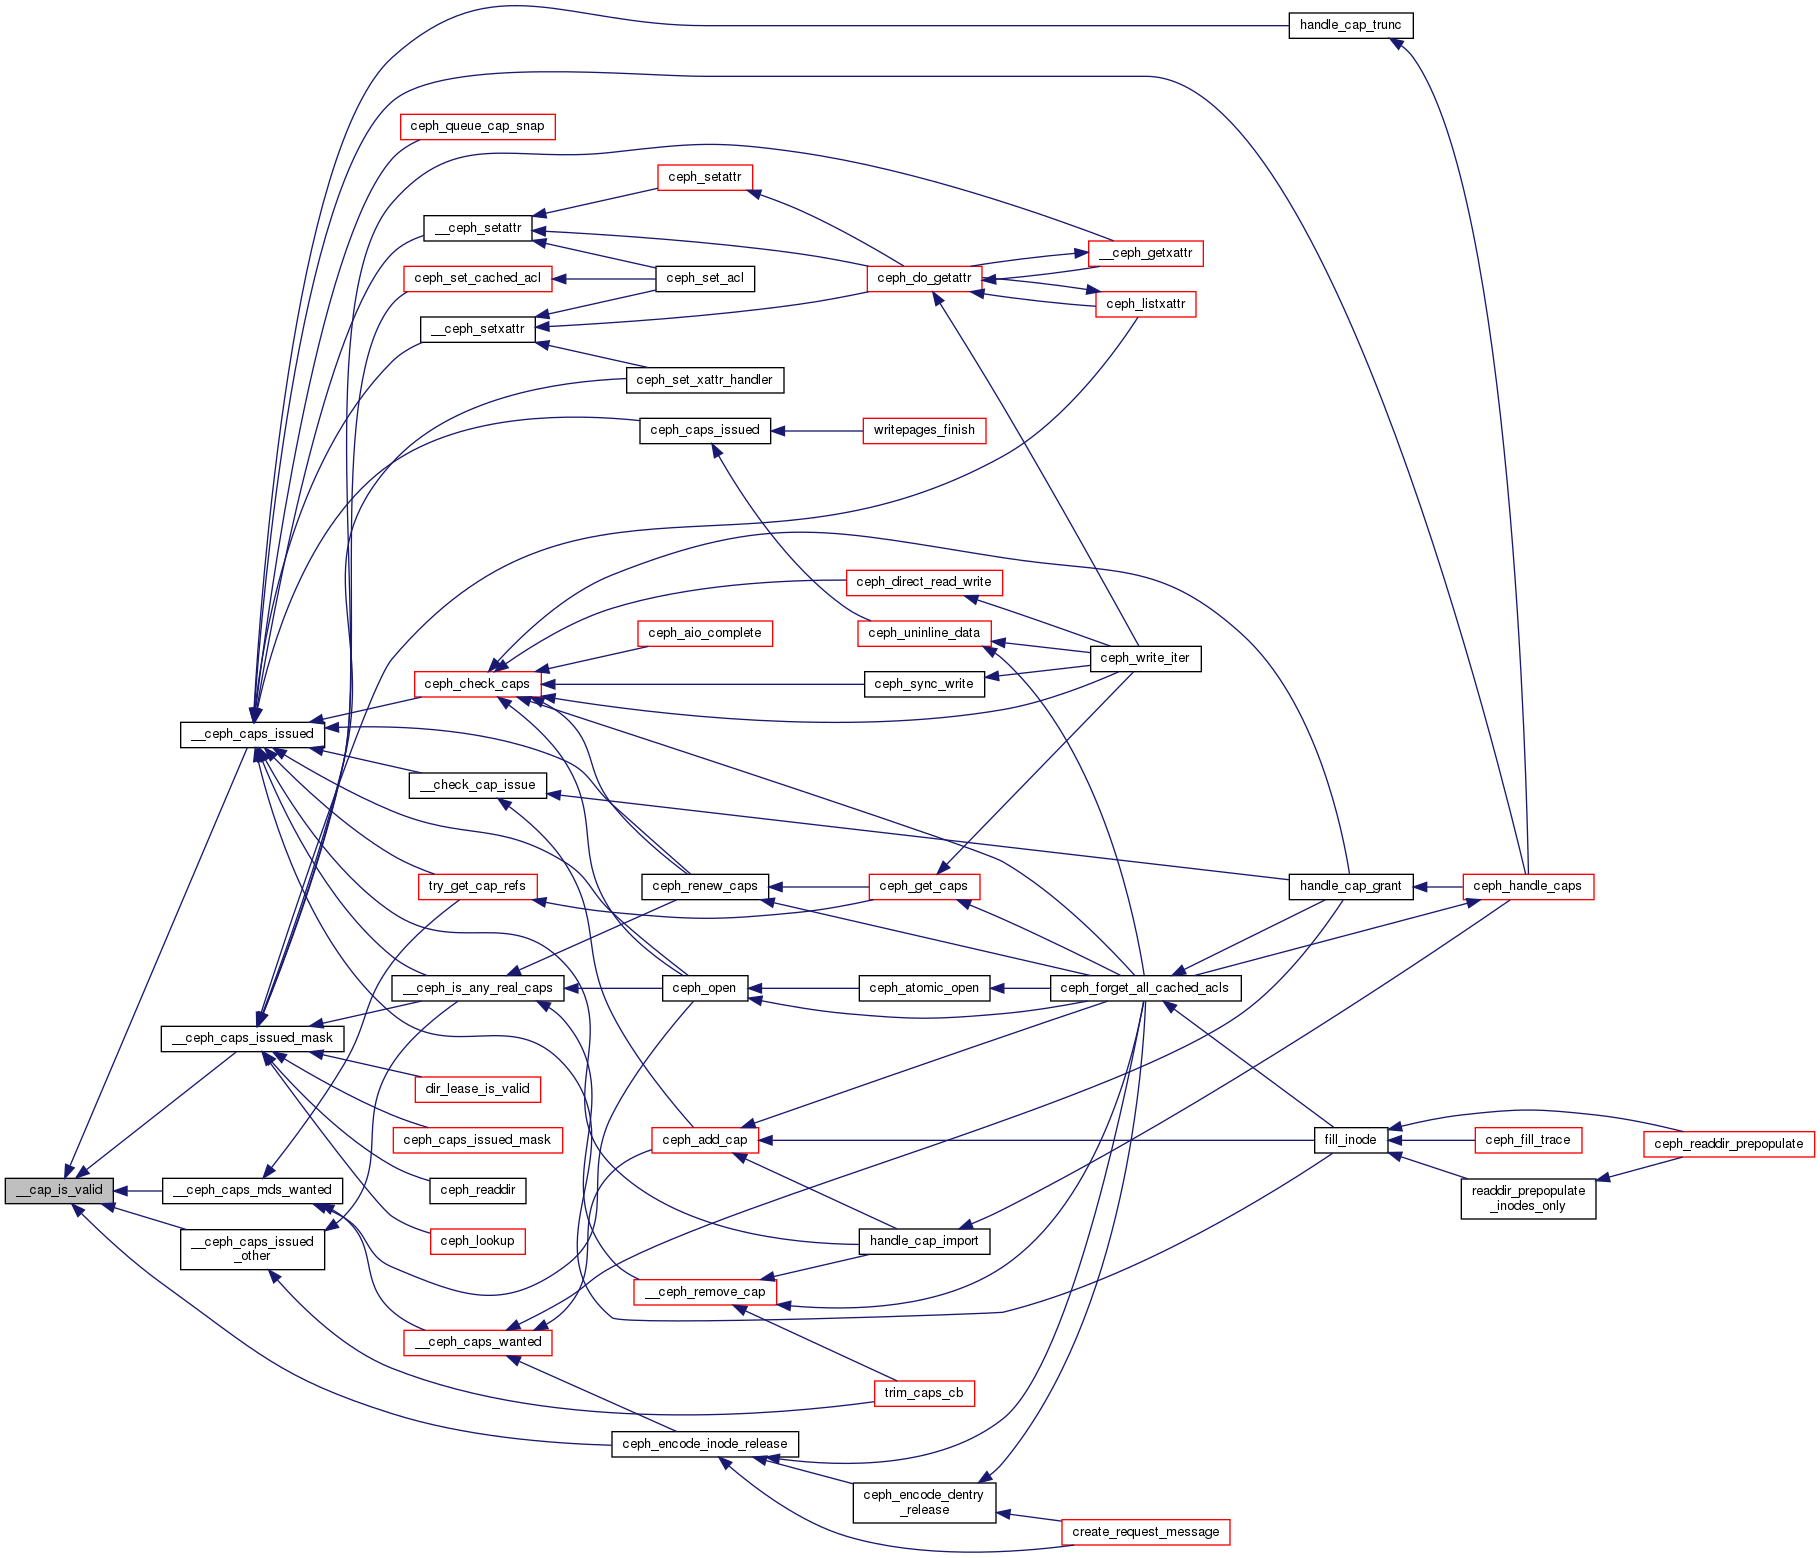 handle_cap_trunc
ceph_queue_cap_snap
ceph_setattr
__ceph_setattr
__ceph_getxattr
ceph_set_cached_acl
ceph_set_acl
ceph_do_getattr
ceph_listxattr
__ceph_setxattr
ceph_set_xattr_handler
ceph_caps_issued
writepages_finish
ceph_direct_read_write
ceph_aio_complete
ceph_uninline_data
ceph_write_iter
ceph_check_caps
ceph_sync_write
__ceph_caps_issued
__check_cap_issue
try_get_cap_refs
ceph_renew_caps
ceph_get_caps
handle_cap_grant
ceph_handle_caps
__ceph_is_any_real_caps
ceph_open
ceph_atomic_open
ceph_forget_all_cached_acls
__ceph_caps_issued_mask
dir_lease_is_valid
ceph_caps_issued_mask
ceph_add_cap
fill_inode
ceph_fill_trace
ceph_readdir_prepopulate
__cap_is_valid
__ceph_caps_mds_wanted
ceph_readdir
readdir_prepopulate
_inodes_only
__ceph_caps_issued
_other
ceph_lookup
handle_cap_import
__ceph_remove_cap
__ceph_caps_wanted
trim_caps_cb
ceph_encode_inode_release
ceph_encode_dentry
_release
create_request_message